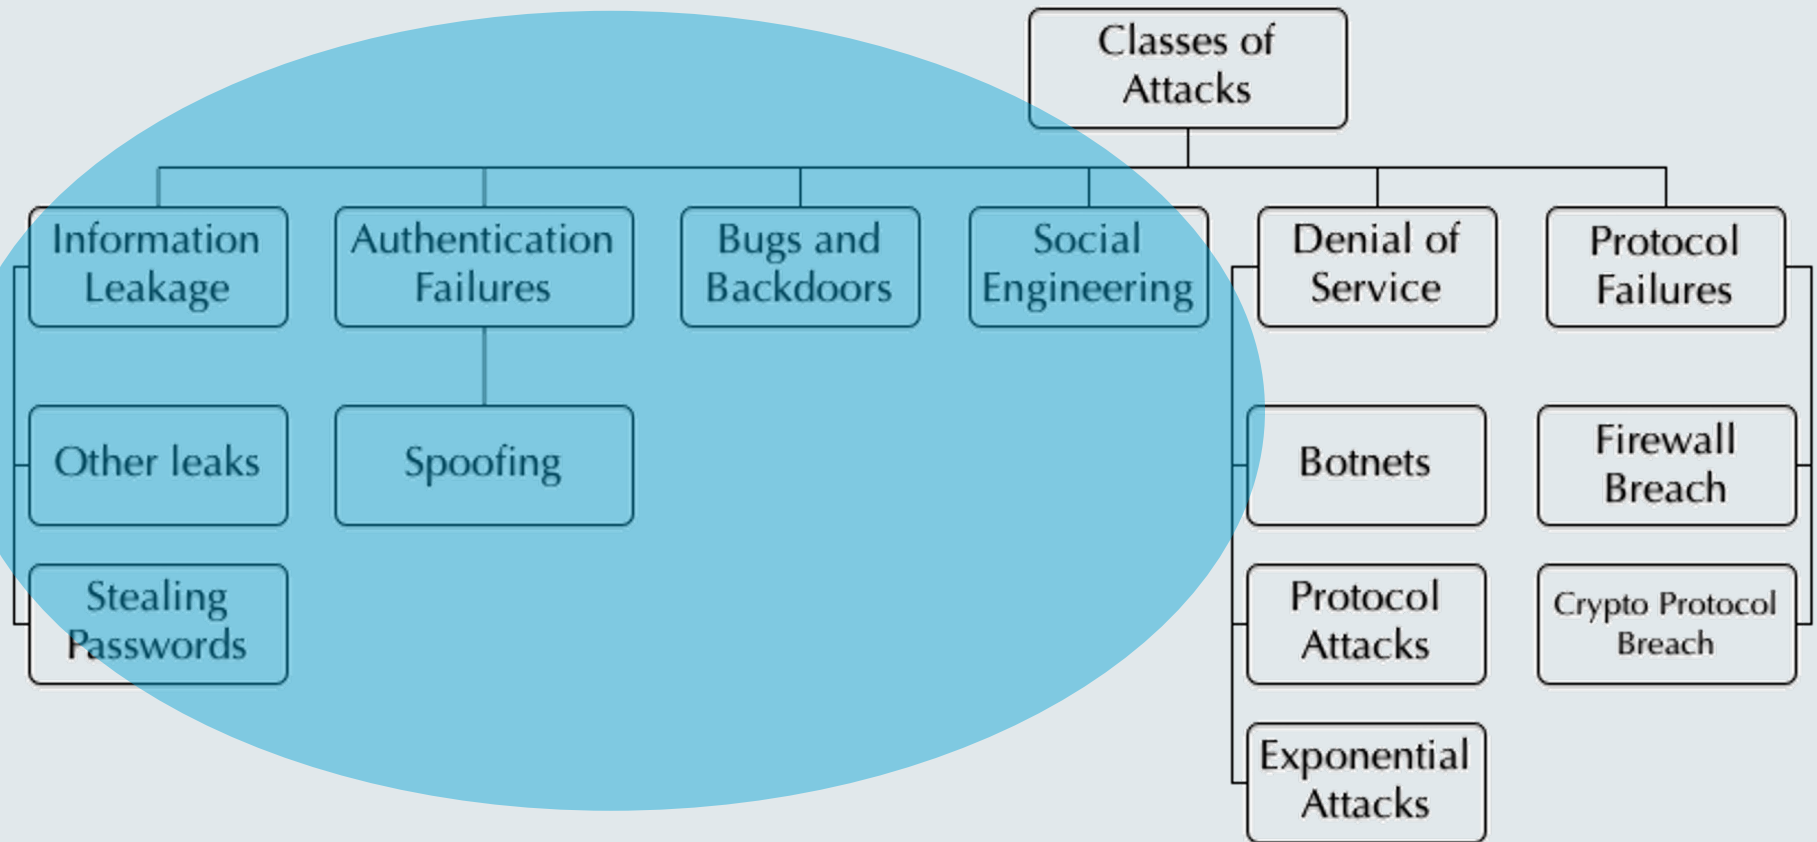 Classes of
Attacks
Information
Leakage
Authentication
Failures
Bugs and
Backdoors
Social
Engineering
Denial of
Service
Protocol
Failures
Other leaks
Spoofing
Botnets
Firewall
Breach
Stealing
Passwords
Protocol
Attacks
Crypto Protocol
Breach
Exponential
Attacks